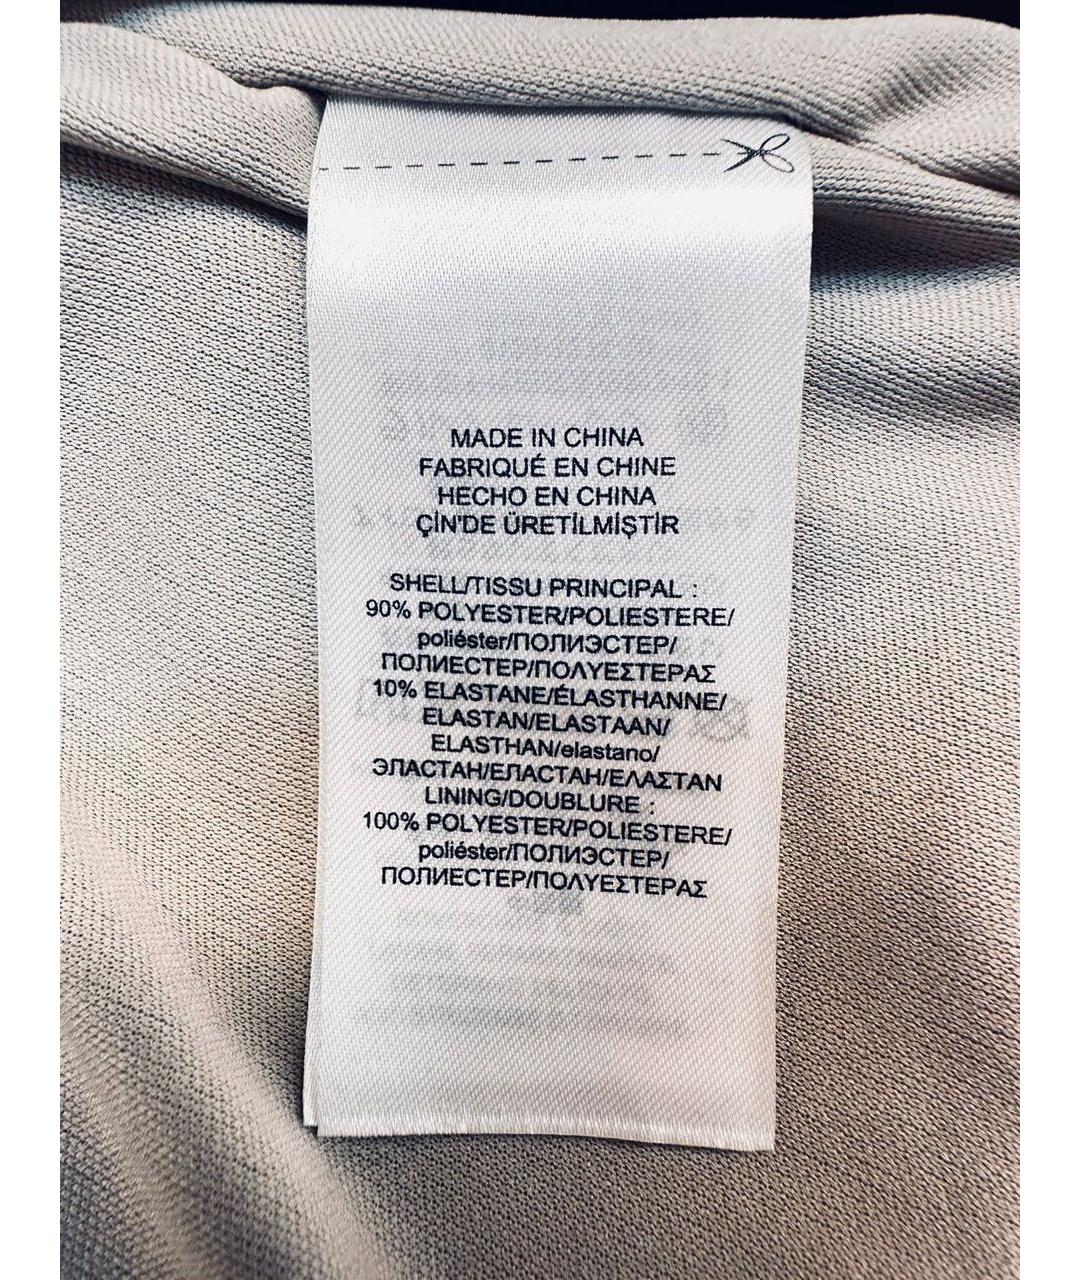 MADE IN CHINA
FABRIQUÉ EN CHINE
HECHO EN CHINA
ÇİN'DE ÜRETİLMİŞTİR
SHELL/TISSU PRINCIPAL :
90% POLYESTER/POLIESTERE/
poliéster/ПОЛИЭСТЕР/
ПОЛИЕСТЕР/ΠΟΛΥΕΣΤΕΡΑΣ
10% ELASTANE/ÉLASTHANNE/
ELASTAN/ELASTAAN/
ELASTHAN/elastano/
ЭЛАСТАН/ЕЛАСТАН/ΕΛΑΣΤΑΝ
LINING/DOUBLURE :
100% POLYESTER/POLIESTERE/
poliéster/ПОЛИЭСТЕР/
ПОЛИЕСТЕР/ΠΟΛΥΕΣΤΕΡΑΣ